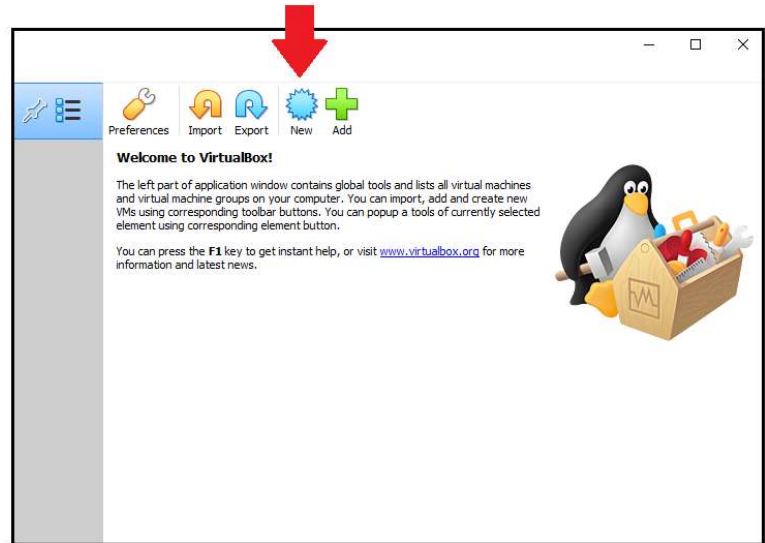 Preferences Import Export New Add
Welcome to VirtualBox!
The left part of application window contains global tools and lists all virtual machines
and virtual machine groups on your computer. You can import, add and create new
VMs using corresponding toolbar buttons. You can popup a tools of currently selected
element using corresponding element button.
You can press the F1 key to get instant help, or visit www.virtualbox.org for more
information and latest news.